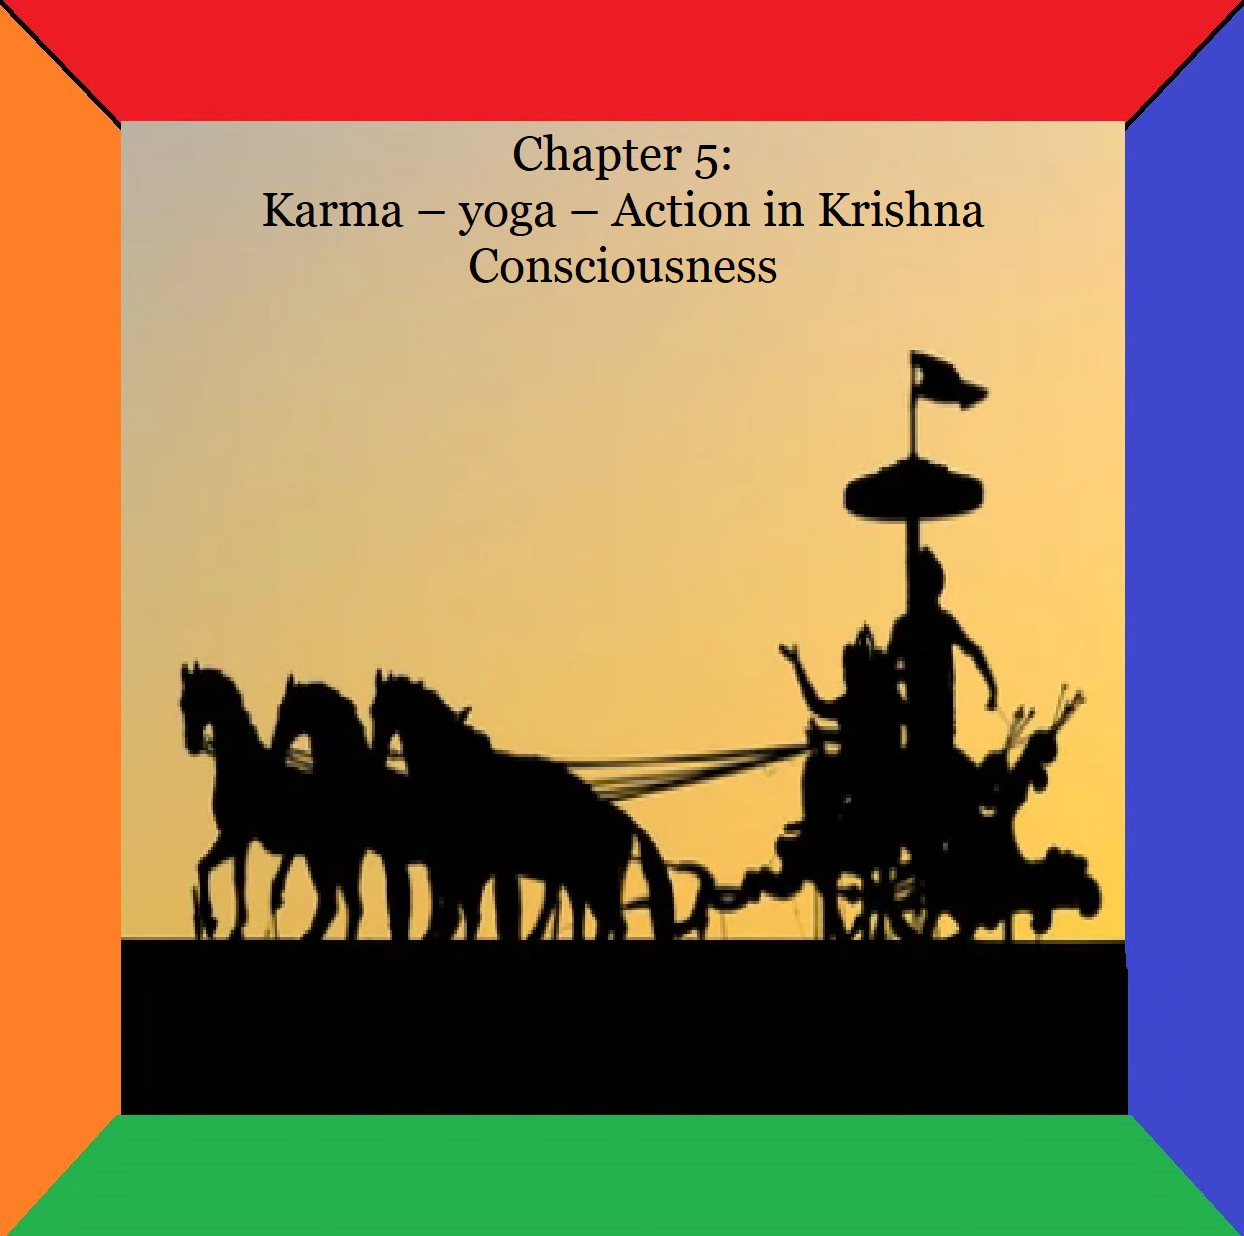 Chapter 5:
Karma – yoga – Action in Krishna
Consciousness